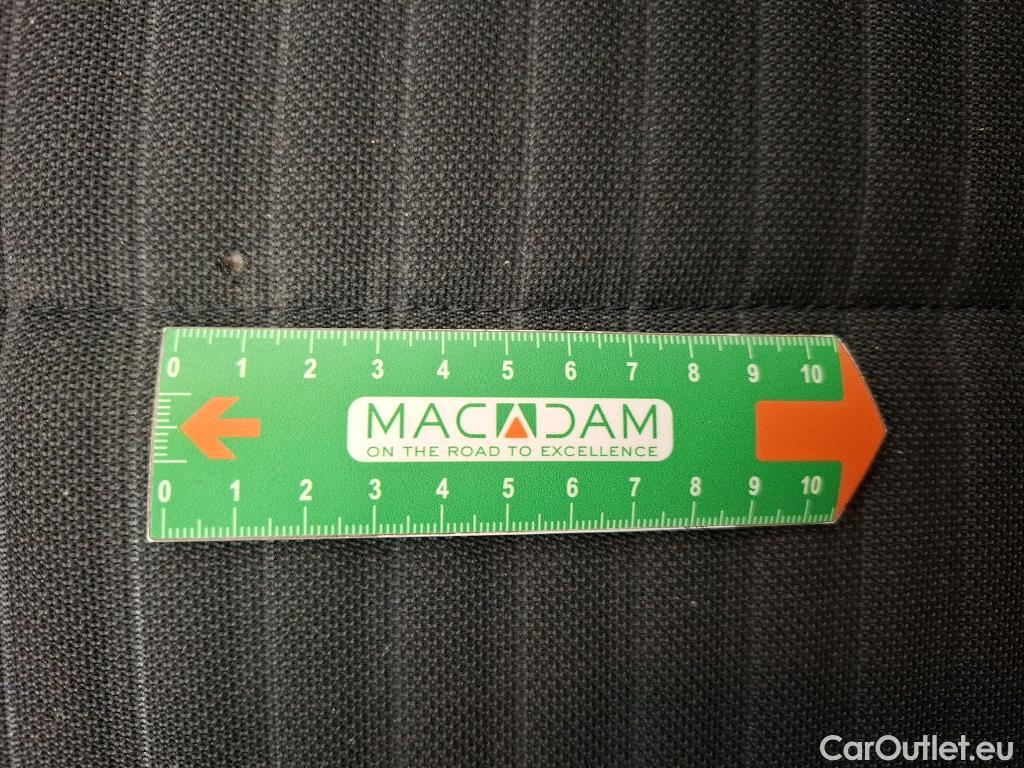 0 1 2 3 4 5 6 7 8 9 10
MACADAM
ON THE ROAD TO EXCELLENCE
0 1 2 3 4 5 6 7 8 9 10
CarOutlet.eu